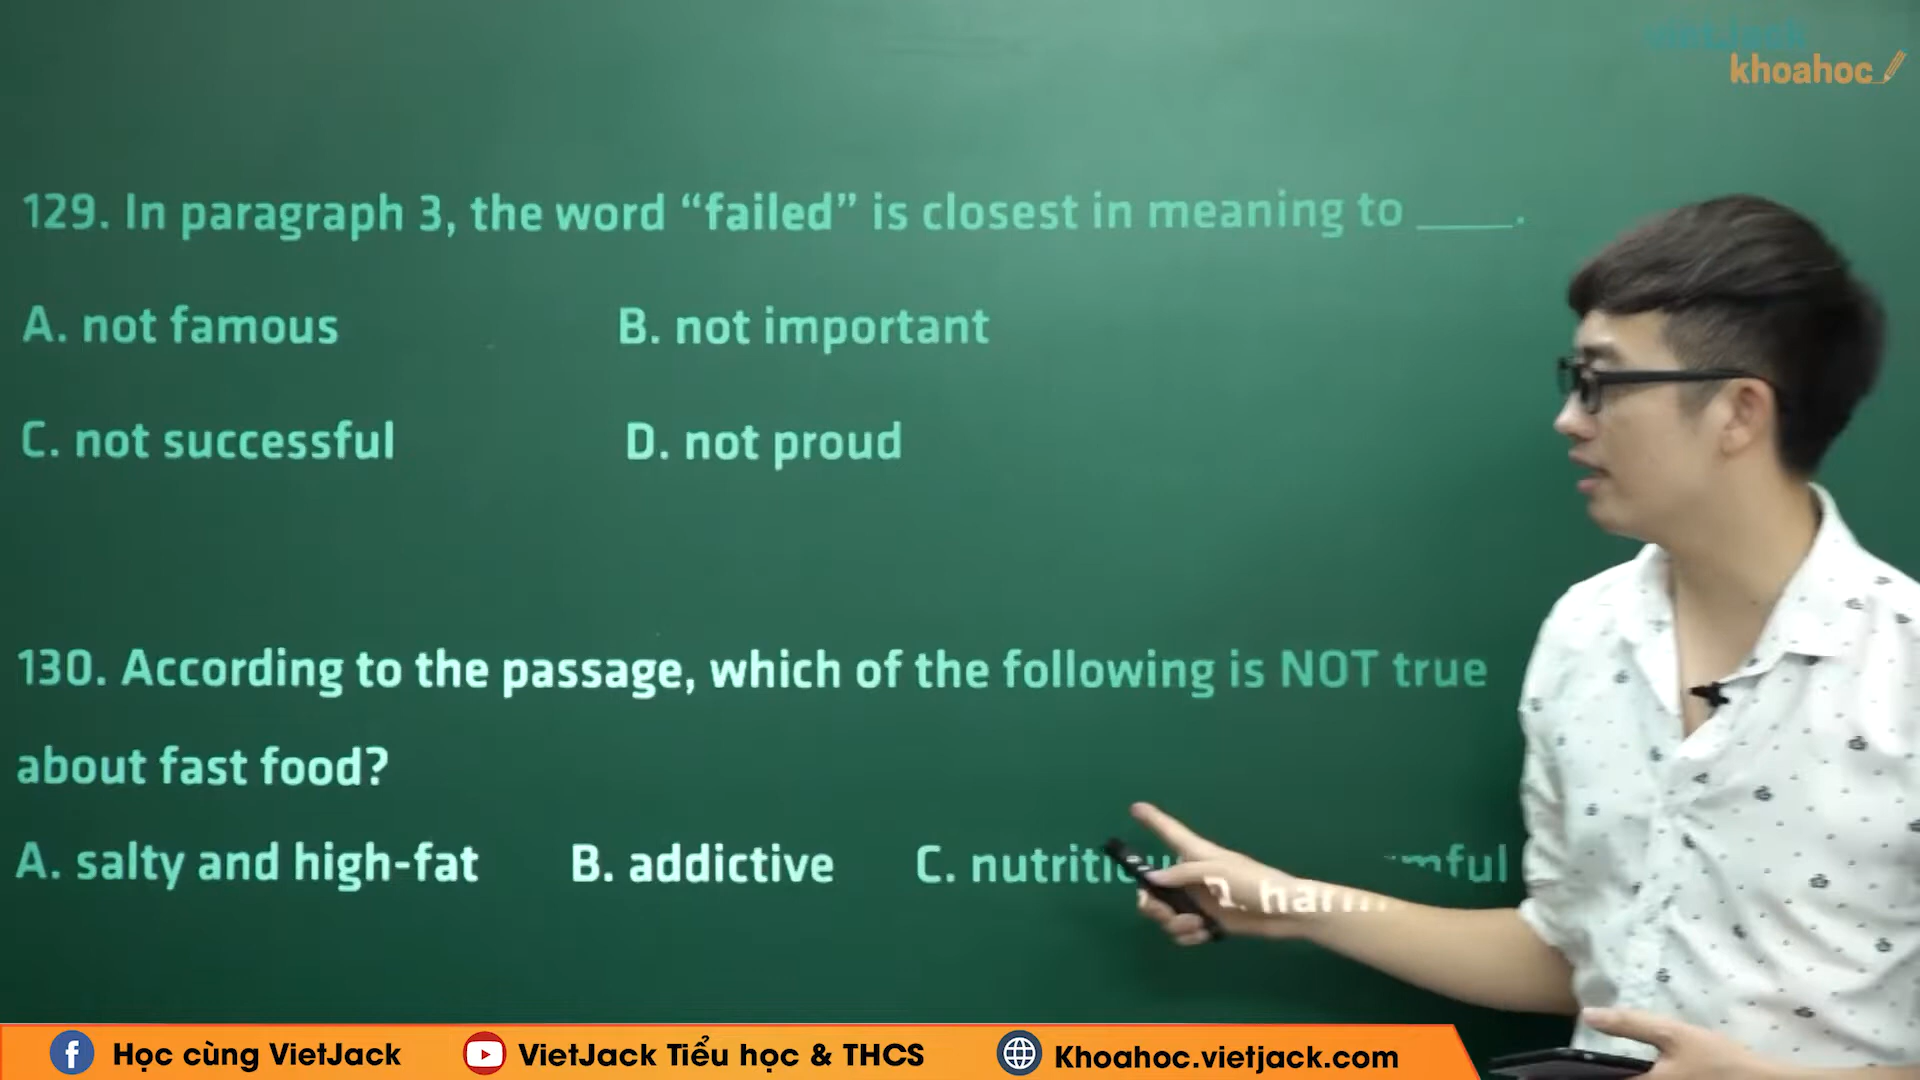 vietJack
khoahoc
129. In paragraph 3, the word “failed” is closest in meaning to ____.
A. not famous B. not important
C. not successful D. not proud
130. According to the passage, which of the following is NOT true
about fast food?
A. salty and high-fat B. addictive C.
Học cùng VietJack VietJack Tiểu học & THCS Khoahoc.vietjack.com